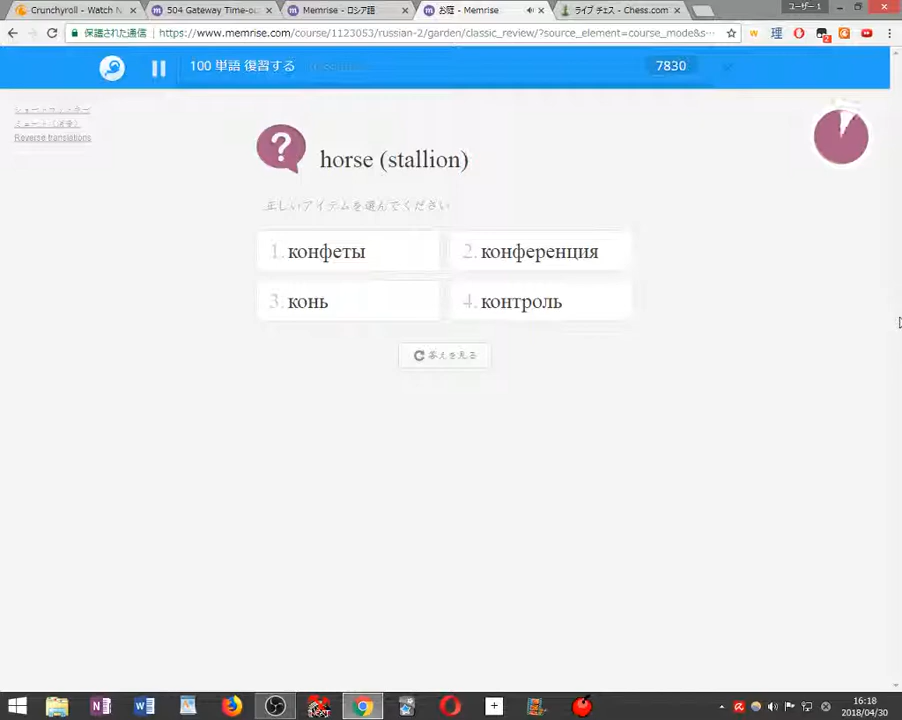 Crunchyroll - Watch N
504 Gateway Time-o
Memrise - ロシア語
お庭 - Memrise
ライブ チェス - Chess.com
ユーザー 1
保護された通信
https://www.memrise.com/course/1123053/russian-2/garden/classic_review/?source_element=course_mode&s…
100 単語 復習する
7830
Reverse translations
horse (stallion)
正しいアイテムを選んでください
1. конфеты
2. конференция
3. конь
4. контроль
答えを見る
16:18
2018/04/30